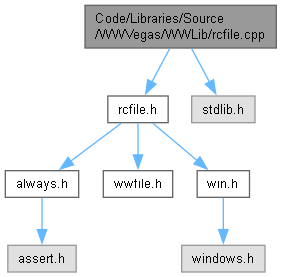 Code/Libraries/Source
/WWVegas/WWLib/rcfile.cpp
rcfile.h
stdlib.h
always.h
wwfile.h
win.h
assert.h
windows.h